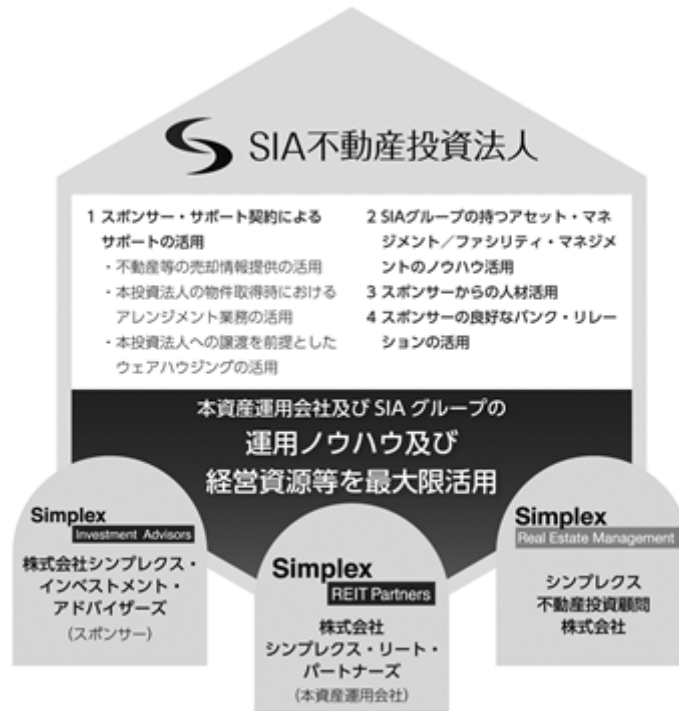 SIA不動産投資法人
1 スポンサー・サポート契約による
サポートの活用
・不動産等の売却情報提供の活用
・本投資法人の物件取得時における
アレンジメント業務の活用
・本投資法人への譲渡を前提とした
ウェアハウジングの活用
2 SIAグループの持つアセット・マネ
ジメント／ファシリティ・マネジメ
ントのノウハウ活用
3 スポンサーからの人材活用
4 スポンサーの良好なバンク・リレー
ションの活用
本資産運用会社及び SIA グループの
運用ノウハウ及び
経営資源等を最大限活用
Simplex
Investment Advisors
株式会社シンプレクス・
インベストメント・
アドバイザーズ
(スポンサー)
Simplex
REIT Partners
株式会社
シンプレクス・リート・
パートナーズ
(本資産運用会社)
Simplex
Real Estate Management
シンプレクス
不動産投資顧問
株式会社